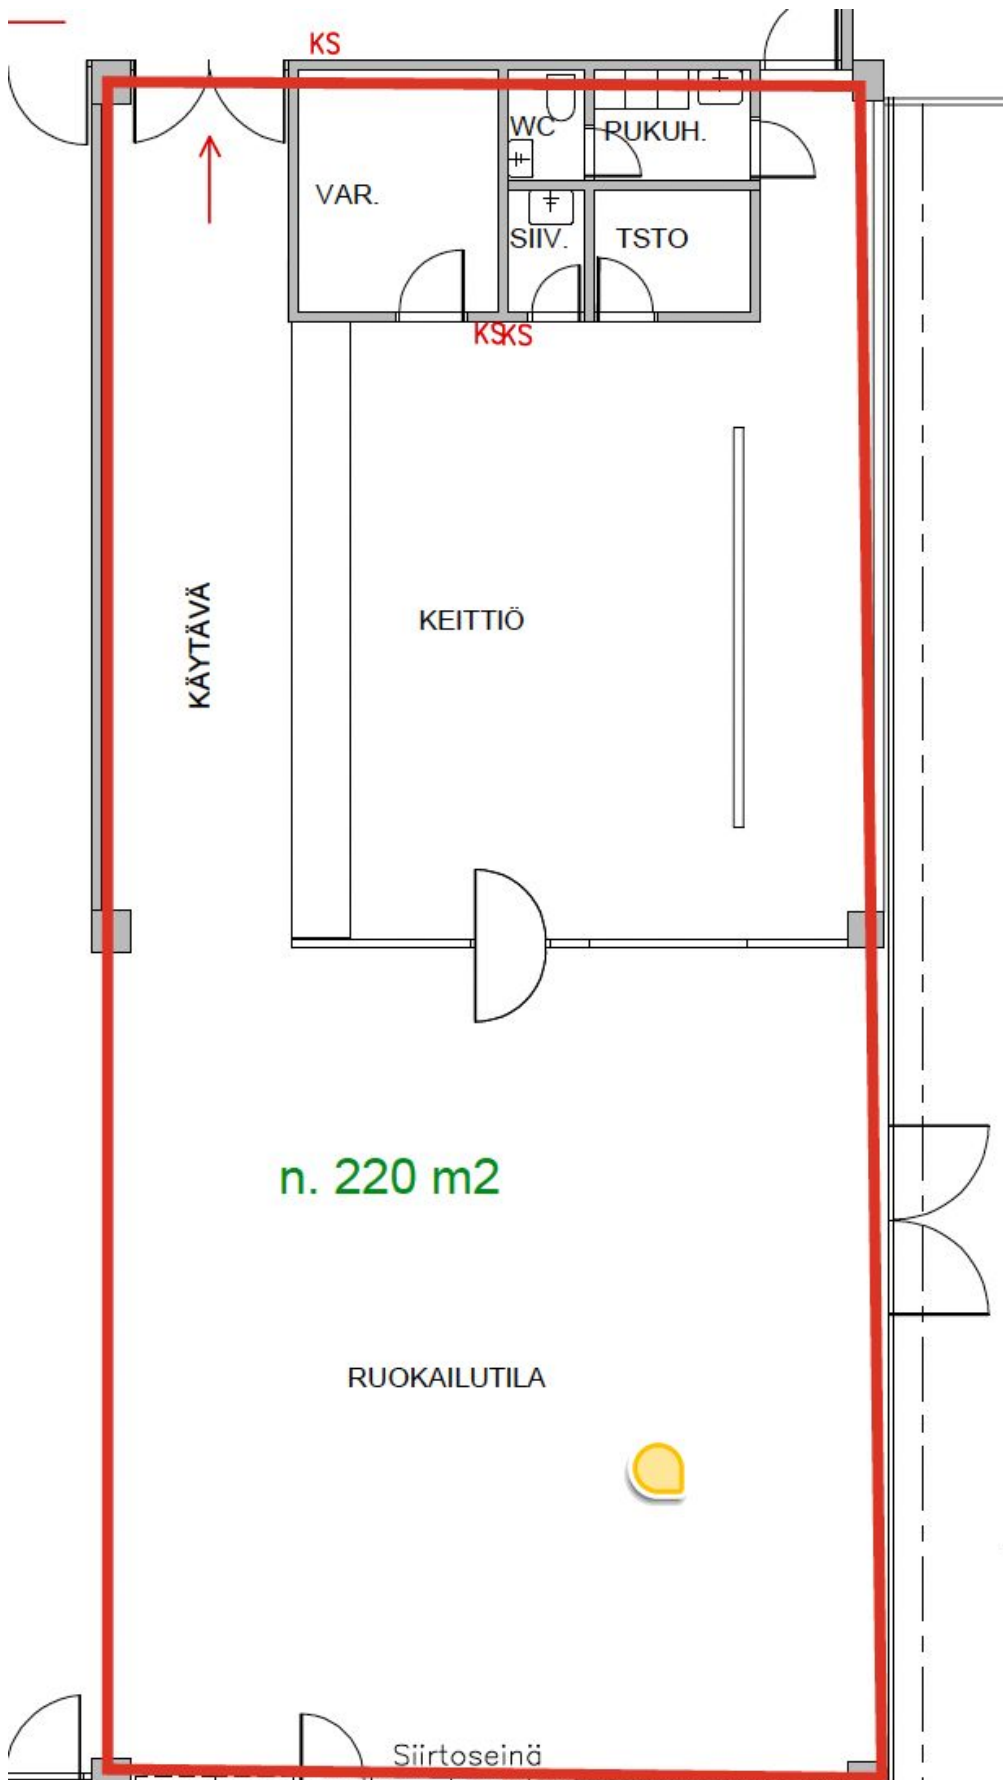 KS
WC
PUKUH.
VAR.
SIIV.
TSTO
KS
KS
KEITTIÖ
KÄYTÄVÄ
n. 220 m2
RUOKAILUTILA
Siirtoseinä